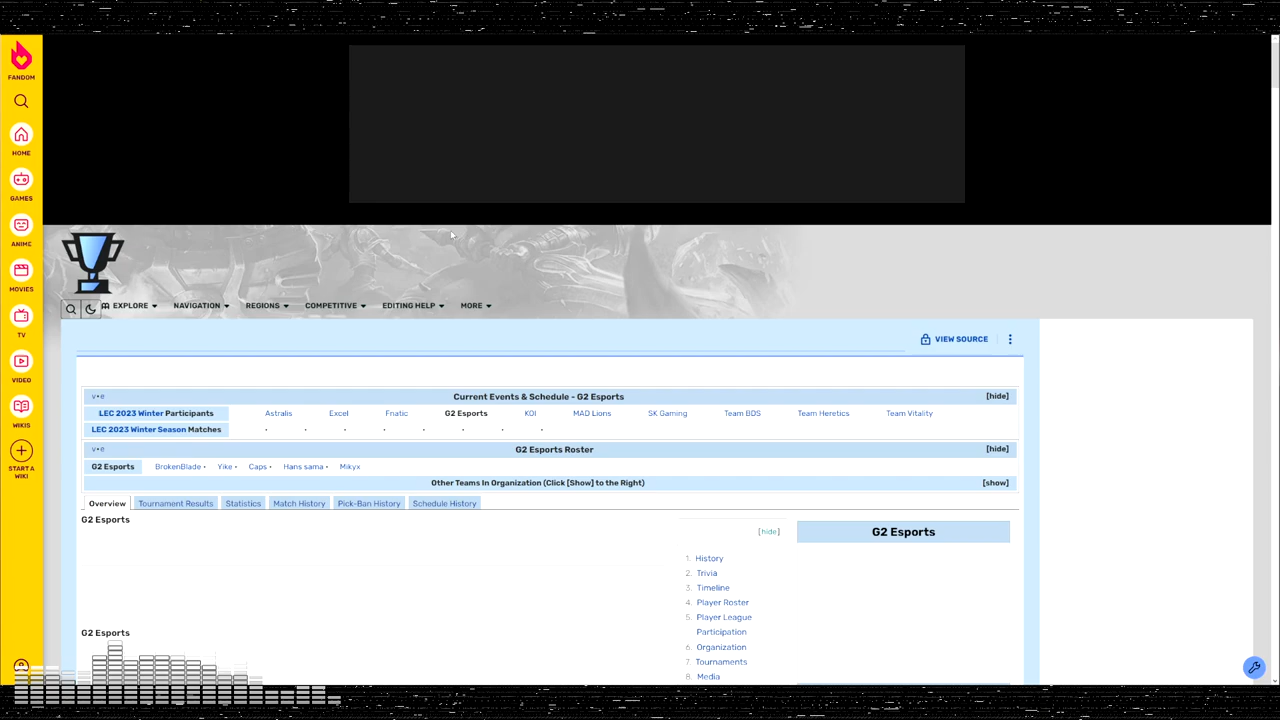 FANDOM
HOME
GAMES
ANIME
MOVIES
TV
VIDEO
WIKIS
START A
WIKI
EXPLORE NAVIGATION REGIONS COMPETITIVE EDITING HELP MORE
VIEW SOURCE
v•e Current Events & Schedule - G2 Esports [hide]
LEC 2023 Winter Participants Astralis Excel Fnatic G2 Esports KOI MAD Lions SK Gaming Team BDS Team Heretics Team Vitality
LEC 2023 Winter Season Matches • • • • • • • •
v•e G2 Esports Roster [hide]
G2 Esports BrokenBlade • Yike • Caps • Hans sama • Mikyx
Other Teams In Organization (Click [Show] to the Right) [show]
Overview Tournament Results Statistics Match History Pick-Ban History Schedule History
G2 Esports
[hide]
G2 Esports
1. History
2. Trivia
3. Timeline
4. Player Roster
5. Player League
Participation
6. Organization
7. Tournaments
8. Media
G2 Esports